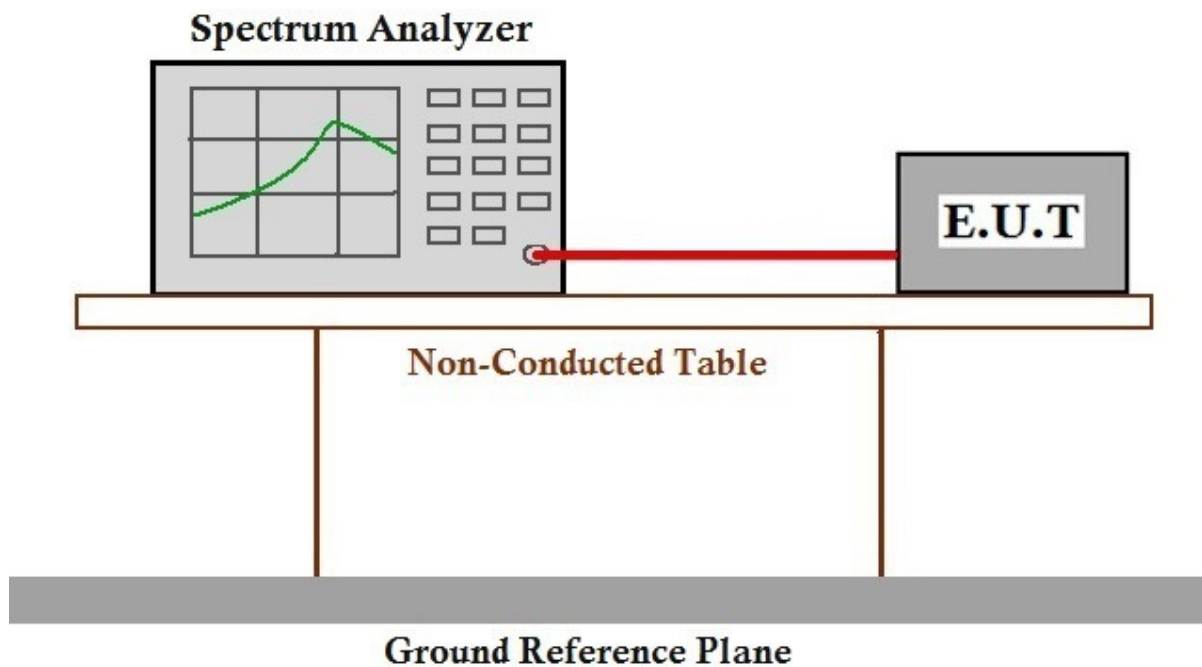 Spectrum Analyzer
E.U.T
Non-Conducted Table
Ground Reference Plane